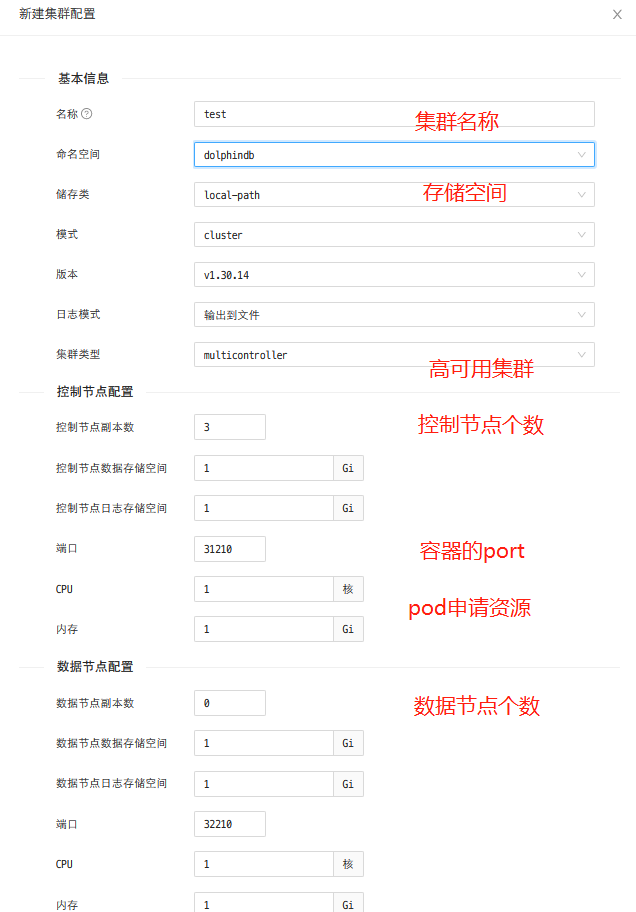 新建集群配置
基本信息
名称 test 集群名称
命名空间 dolphindb
储存类 local-path 存储空间
模式 cluster
版本 v1.30.14
日志模式 输出到文件
集群类型 multicontroller 高可用集群
控制节点配置
控制节点副本数 3 控制节点个数
控制节点数据存储空间 1 Gi
控制节点日志存储空间 1 Gi
端口 31210 容器的port
CPU 1 核 pod申请资源
内存 1 Gi
数据节点配置
数据节点副本数 0 数据节点个数
数据节点数据存储空间 1 Gi
数据节点日志存储空间 1 Gi
端口 32210
CPU 1 核
内存 1 Gi